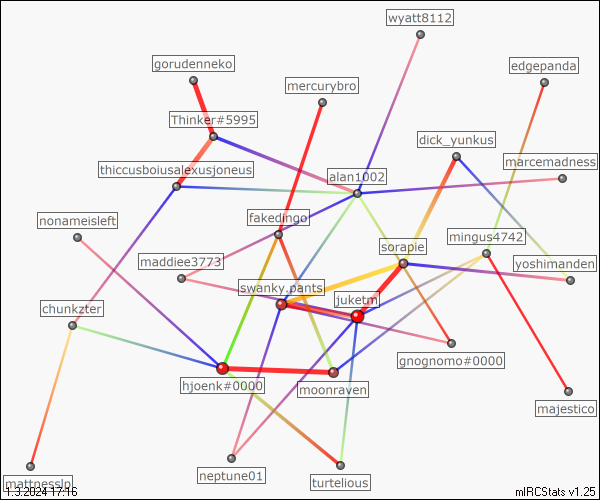 wyatt8112
gorudenneko
edgepanda
mercurybro
Thinker#5995
dick_yunkus
marcemadness
thiccusboiusalexusjoneus
alan1002
nonameisleft
fakedingo
sorapie
mingus4742
maddiee3773
yoshimanden
swanky.pants
juketm
chunkzter
gnognomo#0000
hjoenk#0000
moonraven
majestico
neptune01
mattnesslp
turtelious
1.3.2024 17:16
mIRCStats v1.25